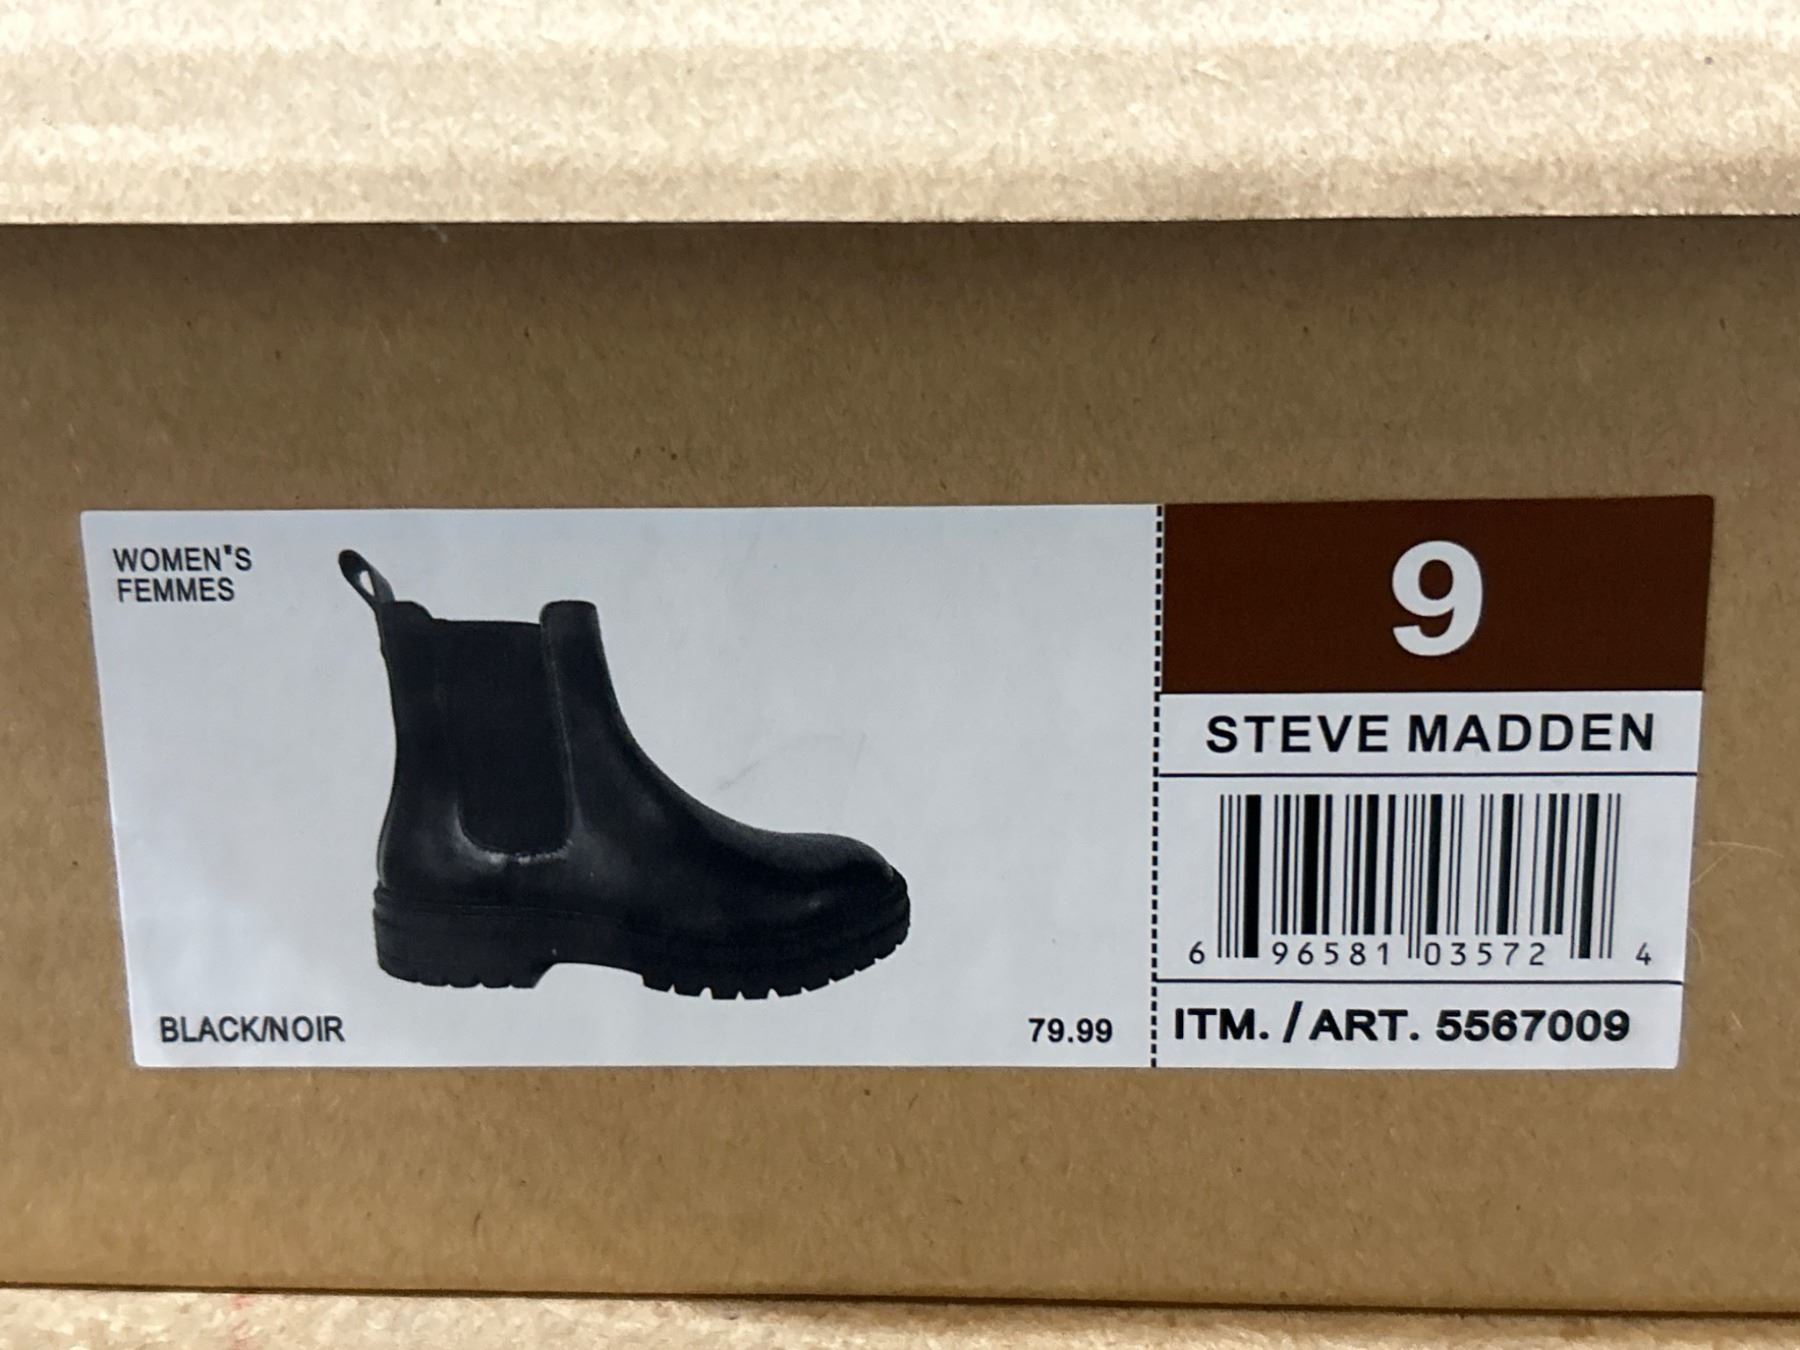 WOMEN'S
FEMMES
BLACK/NOIR
79.99
9
STEVE MADDEN
6 96581 03572 4
ITM. / ART. 5567009